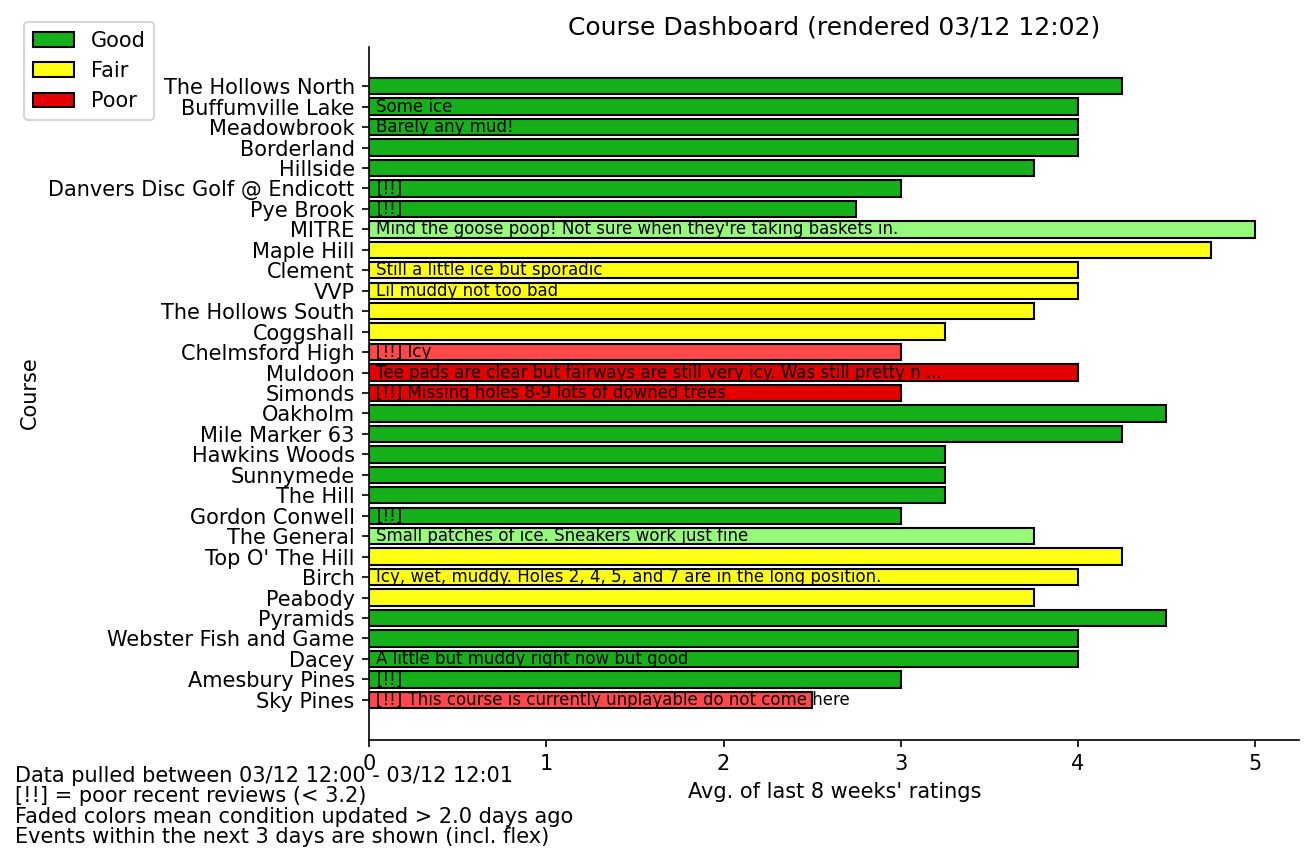 Course Dashboard (rendered 03/12 12:02)
Good
Fair
Poor
Course
The Hollows North
Buffumville Lake Some ice
Meadowbrook Barely any mud!
Borderland
Hillside
Danvers Disc Golf @ Endicott [!!]
Pye Brook [!!]
MITRE Mind the goose poop! Not sure when they're taking baskets in.
Maple Hill
Clement Still a little ice but sporadic
VVP Lil muddy not too bad
The Hollows South
Coggshall
Chelmsford High [!!] Icy
Muldoon Tee pads are clear but fairways are still very icy. Was still pretty n ...
Simonds [!!] Missing holes 8-9 lots of downed trees
Oakholm
Mile Marker 63
Hawkins Woods
Sunnymede
The Hill
Gordon Conwell [!!]
The General Small patches of ice. Sneakers work just fine
Top O' The Hill
Birch Icy, wet, muddy. Holes 2, 4, 5, and 7 are in the long position.
Peabody
Pyramids
Webster Fish and Game
Dacey A little but muddy right now but good
Amesbury Pines [!!]
Sky Pines [!!] This course is currently unplayable do not come here
0 1 2 3 4 5
Avg. of last 8 weeks' ratings
Data pulled between 03/12 12:00 - 03/12 12:01
[!!] = poor recent reviews (< 3.2)
Faded colors mean condition updated > 2.0 days ago
Events within the next 3 days are shown (incl. flex)